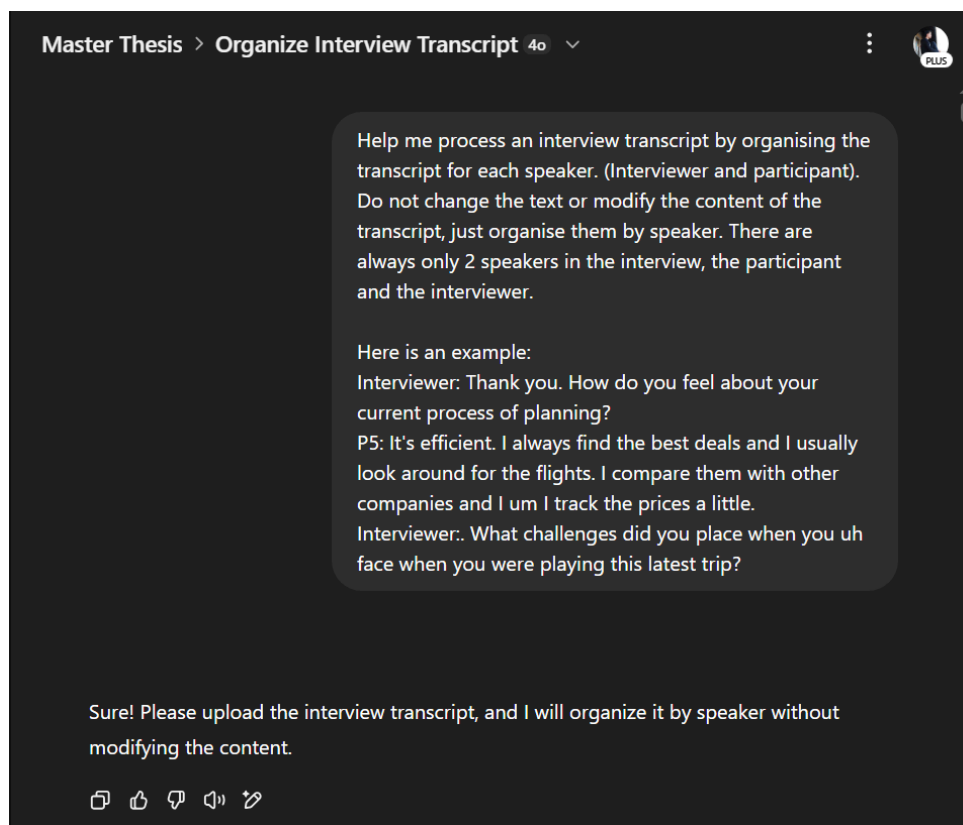 Master Thesis > Organize Interview Transcript 4o
PLUS
Help me process an interview transcript by organising the
transcript for each speaker. (Interviewer and participant).
Do not change the text or modify the content of the
transcript, just organise them by speaker. There are
always only 2 speakers in the interview, the participant
and the interviewer.
Here is an example:
Interviewer: Thank you. How do you feel about your
current process of planning?
P5: It's efficient. I always find the best deals and I usually
look around for the flights. I compare them with other
companies and I um I track the prices a little.
Interviewer:. What challenges did you place when you uh
face when you were playing this latest trip?
Sure! Please upload the interview transcript, and I will organize it by speaker without
modifying the content.